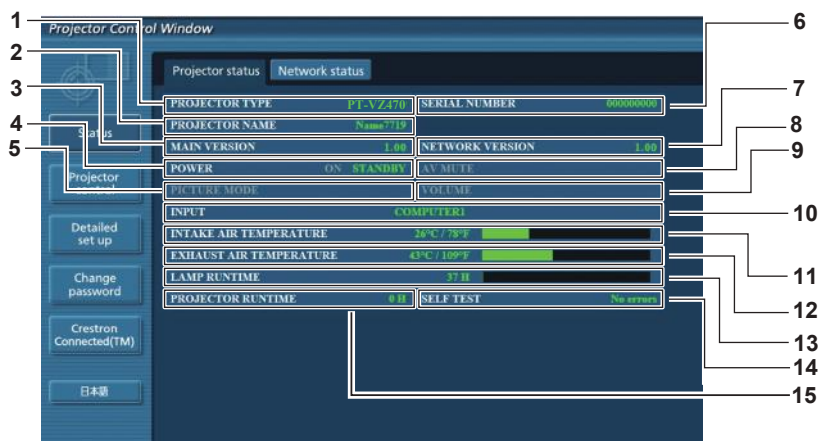 Projector Control Window
Projector status Network status
PROJECTOR TYPE PT-VZ470 SERIAL NUMBER 000000000
PROJECTOR NAME Name7719
MAIN VERSION 1.00 NETWORK VERSION 1.00
POWER ON STANDBY AV MUTE
PICTURE MODE VOLUME
INPUT COMPUTER1
INTAKE AIR TEMPERATURE 26°C / 78°F
EXHAUST AIR TEMPERATURE 43°C / 109°F
LAMP RUNTIME 37 H
PROJECTOR RUNTIME 0 H SELF TEST No errors
Status
Projector
control
Detailed
set up
Change
password
Crestron
Connected(TM)
日本語
1
2
3
4
5
6
7
8
9
10
11
12
13
14
15